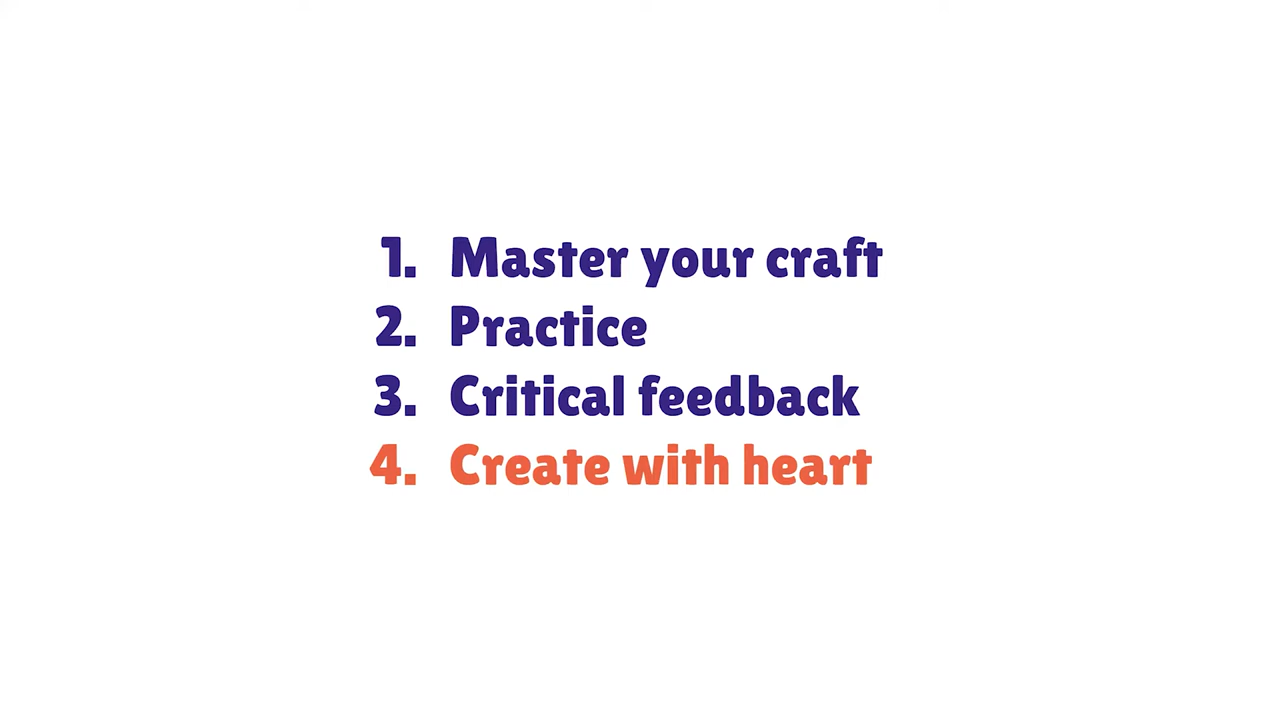 1. Master your craft
2. Practice
3. Critical feedback
4. Create with heart